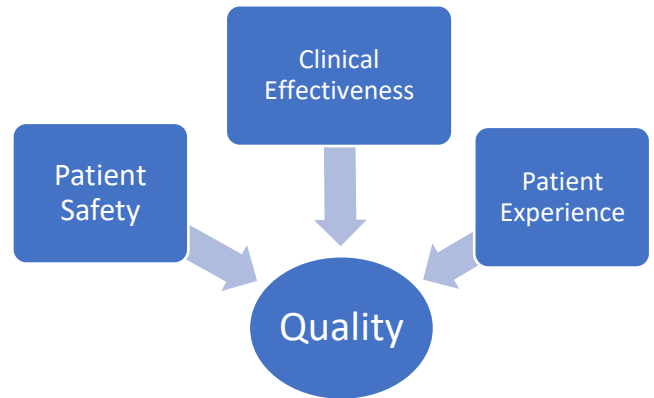 Clinical
Effectiveness
Patient
Safety
Patient
Experience
Quality